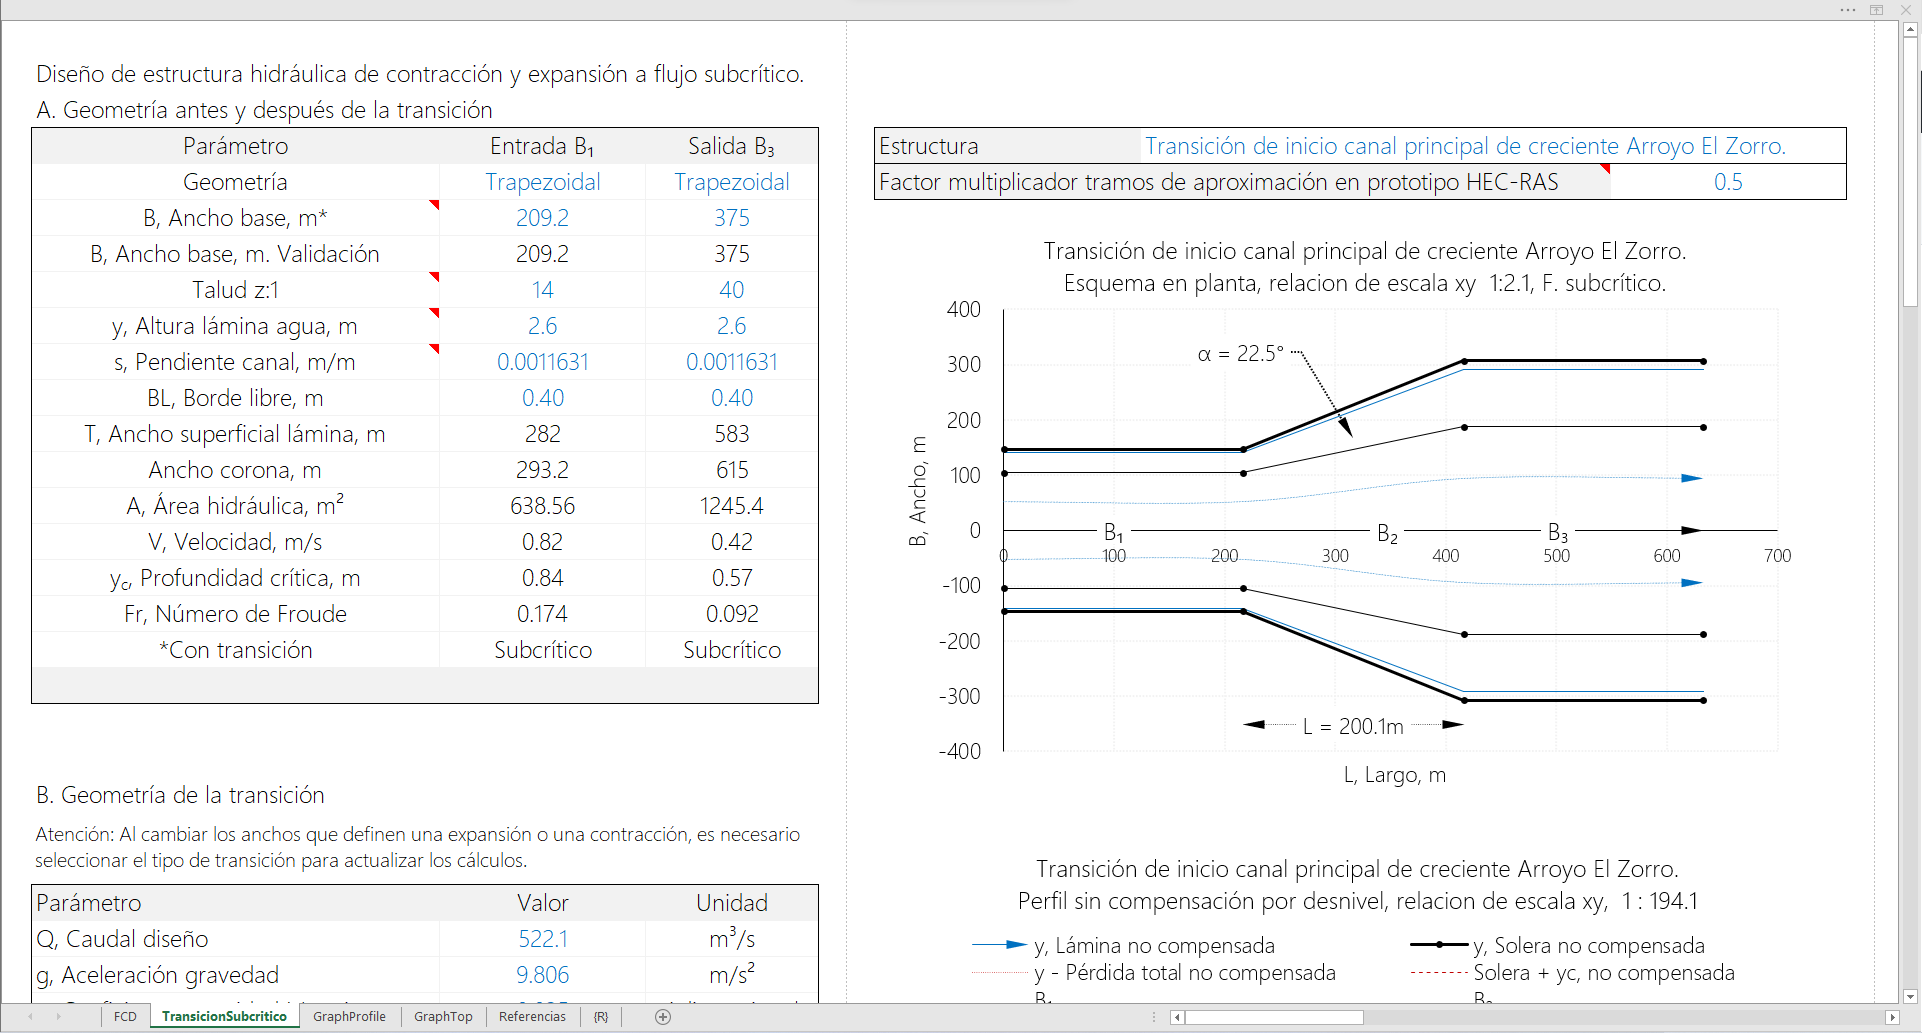 Diseño de estructura hidráulica de contracción y expansión a flujo subcrítico.
A. Geometría antes y después de la transición
Parámetro Entrada B₁ Salida B₃
Geometría Trapezoidal Trapezoidal
B, Ancho base, m* 209.2 375
B, Ancho base, m. Validación 209.2 375
Talud z:1 14 40
y, Altura lámina agua, m 2.6 2.6
s, Pendiente canal, m/m 0.0011631 0.0011631
BL, Borde libre, m 0.40 0.40
T, Ancho superficial lámina, m 282 583
Ancho corona, m 293.2 615
A, Área hidráulica, m² 638.56 1245.4
V, Velocidad, m/s 0.82 0.42
y꜀, Profundidad crítica, m 0.84 0.57
Fr, Número de Froude 0.174 0.092
*Con transición Subcrítico Subcrítico
B. Geometría de la transición
Atención: Al cambiar los anchos que definen una expansión o una contracción, es necesario
seleccionar el tipo de transición para actualizar los cálculos.
Parámetro Valor Unidad
Q, Caudal diseño 522.1 m³/s
g, Aceleración gravedad 9.806 m/s²
Estructura Transición de inicio canal principal de creciente Arroyo El Zorro.
Factor multiplicador tramos de aproximación en prototipo HEC-RAS 0.5
Transición de inicio canal principal de creciente Arroyo El Zorro.
Esquema en planta, relacion de escala xy 1:2.1, F. subcrítico.
400
300
200
100
0
-100
-200
-300
-400
B, Ancho, m
α = 22.5°
B₁ B₂ B₃
0 100 200 300 400 500 600 700
L = 200.1m
L, Largo, m
Transición de inicio canal principal de creciente Arroyo El Zorro.
Perfil sin compensación por desnivel, relacion de escala xy, 1 : 194.1
y, Lámina no compensada y, Solera no compensada
y - Pérdida total no compensada Solera + yc, no compensada
FCD TransicionSubcritico GraphProfile GraphTop Referencias {R}